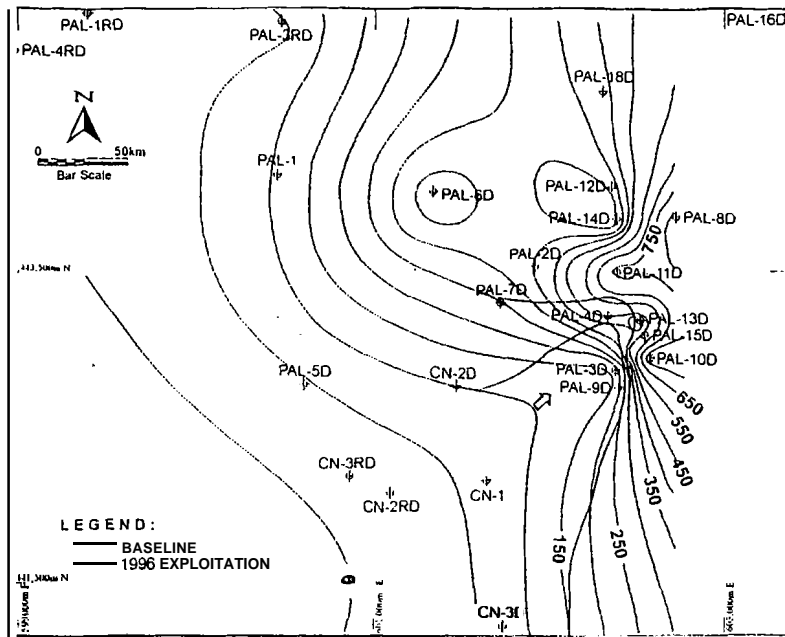 PAL-1RD
PAL-3RD
PAL-16D
PAL-4RD
PAL-18D
N
0 50km
Bar Scale
PAL-1
PAL-6D
PAL-12D
PAL-14D
PAL-8D
750
PAL-2D
PAL-11D
PAL-7D
PAL-4D
PAL-13D
PAL-15D
PAL-10D
PAL-5D
CN-2D
PAL-3D
PAL-9D
650
550
450
350
250
150
CN-3RD
CN-2RD
CN-1
LEGEND:
BASELINE
1996 EXPLOITATION
0